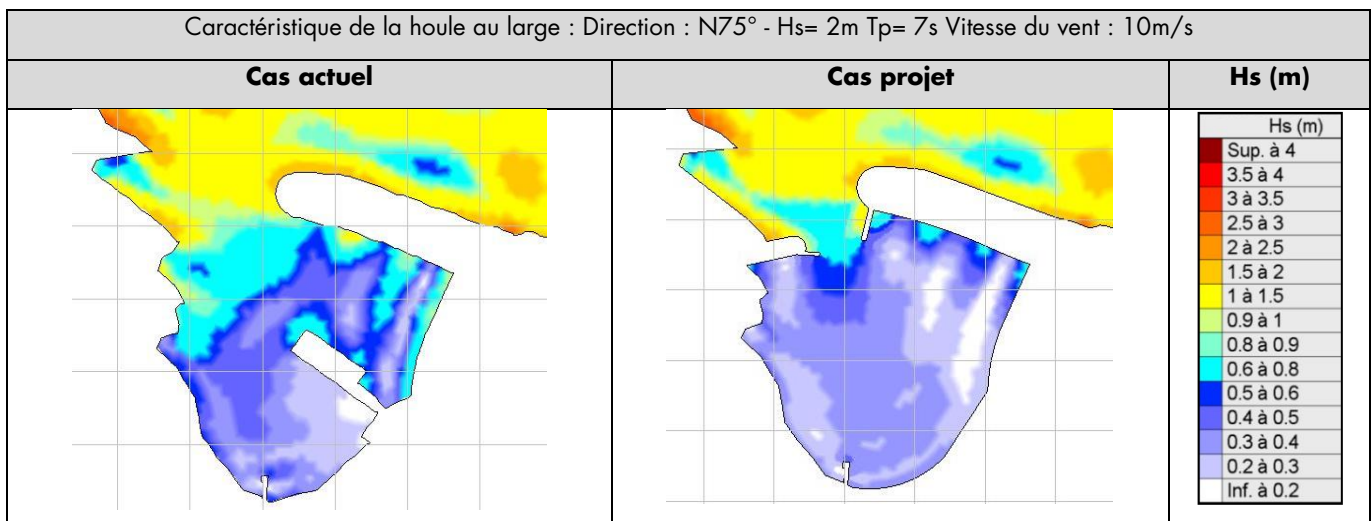 Caractéristique de la houle au large : Direction : N75° - Hs= 2m Tp= 7s Vitesse du vent : 10m/s
Cas actuel
Cas projet
Hs (m)
Hs (m)
Sup. à 4
3.5 à 4
3 à 3.5
2.5 à 3
2 à 2.5
1.5 à 2
1 à 1.5
0.9 à 1
0.8 à 0.9
0.6 à 0.8
0.5 à 0.6
0.4 à 0.5
0.3 à 0.4
0.2 à 0.3
Inf. à 0.2